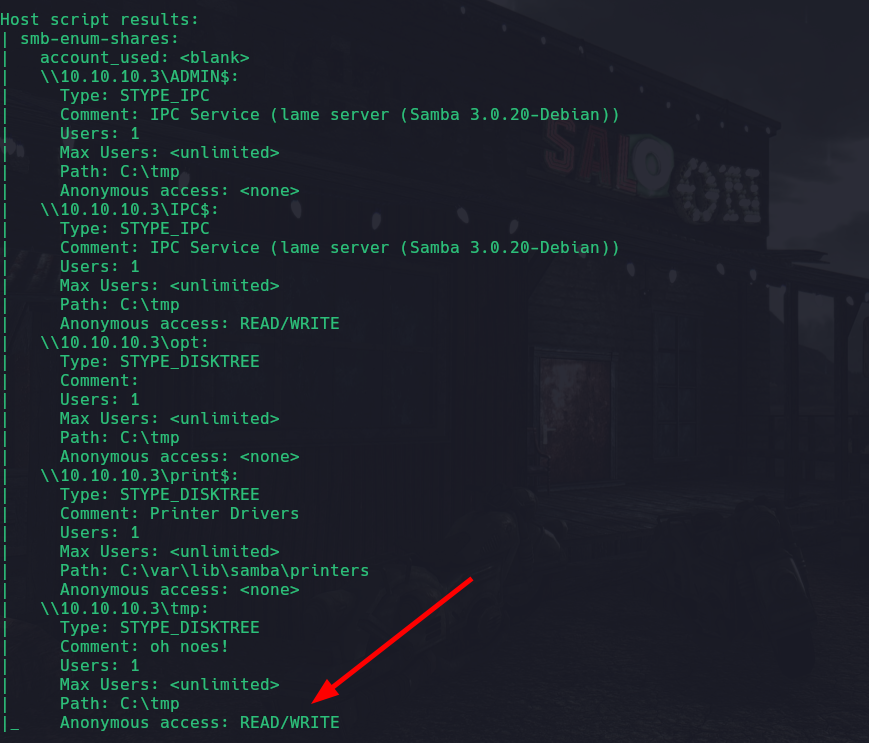 Host script results:
| smb-enum-shares:
|   account_used: <blank>
|   \\10.10.10.3\ADMIN$:
|     Type: STYPE_IPC
|     Comment: IPC Service (lame server (Samba 3.0.20-Debian))
|     Users: 1
|     Max Users: <unlimited>
|     Path: C:\tmp
|     Anonymous access: <none>
|   \\10.10.10.3\IPC$:
|     Type: STYPE_IPC
|     Comment: IPC Service (lame server (Samba 3.0.20-Debian))
|     Users: 1
|     Max Users: <unlimited>
|     Path: C:\tmp
|     Anonymous access: READ/WRITE
|   \\10.10.10.3\opt:
|     Type: STYPE_DISKTREE
|     Comment:
|     Users: 1
|     Max Users: <unlimited>
|     Path: C:\tmp
|     Anonymous access: <none>
|   \\10.10.10.3\print$:
|     Type: STYPE_DISKTREE
|     Comment: Printer Drivers
|     Users: 1
|     Max Users: <unlimited>
|     Path: C:\var\lib\samba\printers
|     Anonymous access: <none>
|   \\10.10.10.3\tmp:
|     Type: STYPE_DISKTREE
|     Comment: oh noes!
|     Users: 1
|     Max Users: <unlimited>
|     Path: C:\tmp
|_    Anonymous access: READ/WRITE
SALOON